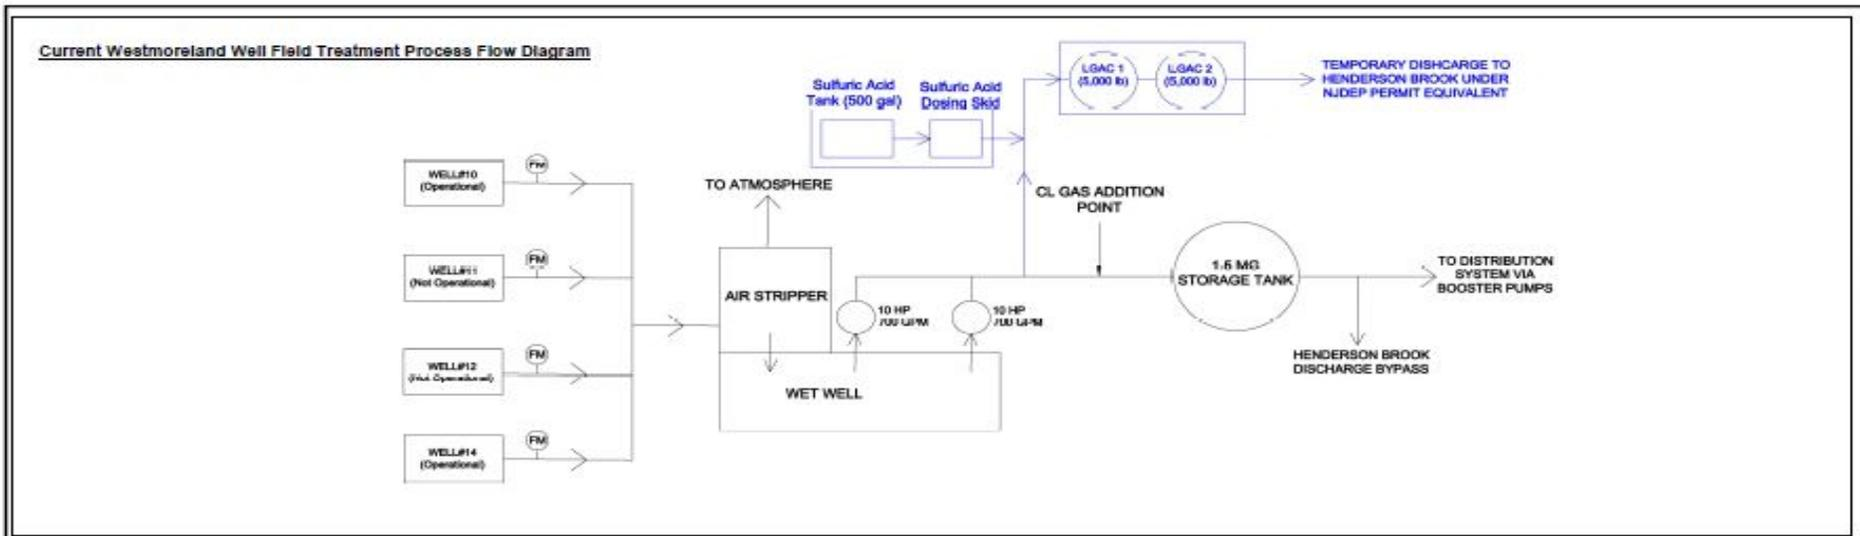 Current Westmoreland Well Field Treatment Process Flow Diagram
Sulfuric Acid
Tank (500 gal)
Sulfuric Acid
Dosing Skid
LGAC 1
(5,000 lb)
LGAC 2
(5,000 lb)
TEMPORARY DISHCARGE TO
HENDERSON BROOK UNDER
NJDEP PERMIT EQUIVALENT
WELL#10
(Operational)
FM
WELL#11
(Not Operational)
FM
WELL#12
(Not Operational)
FM
WELL#14
(Operational)
FM
TO ATMOSPHERE
AIR STRIPPER
WET WELL
10 HP
700 GPM
10 HP
700 GPM
CL GAS ADDITION
POINT
1.5 MG
STORAGE TANK
TO DISTRIBUTION
SYSTEM VIA
BOOSTER PUMPS
HENDERSON BROOK
DISCHARGE BYPASS